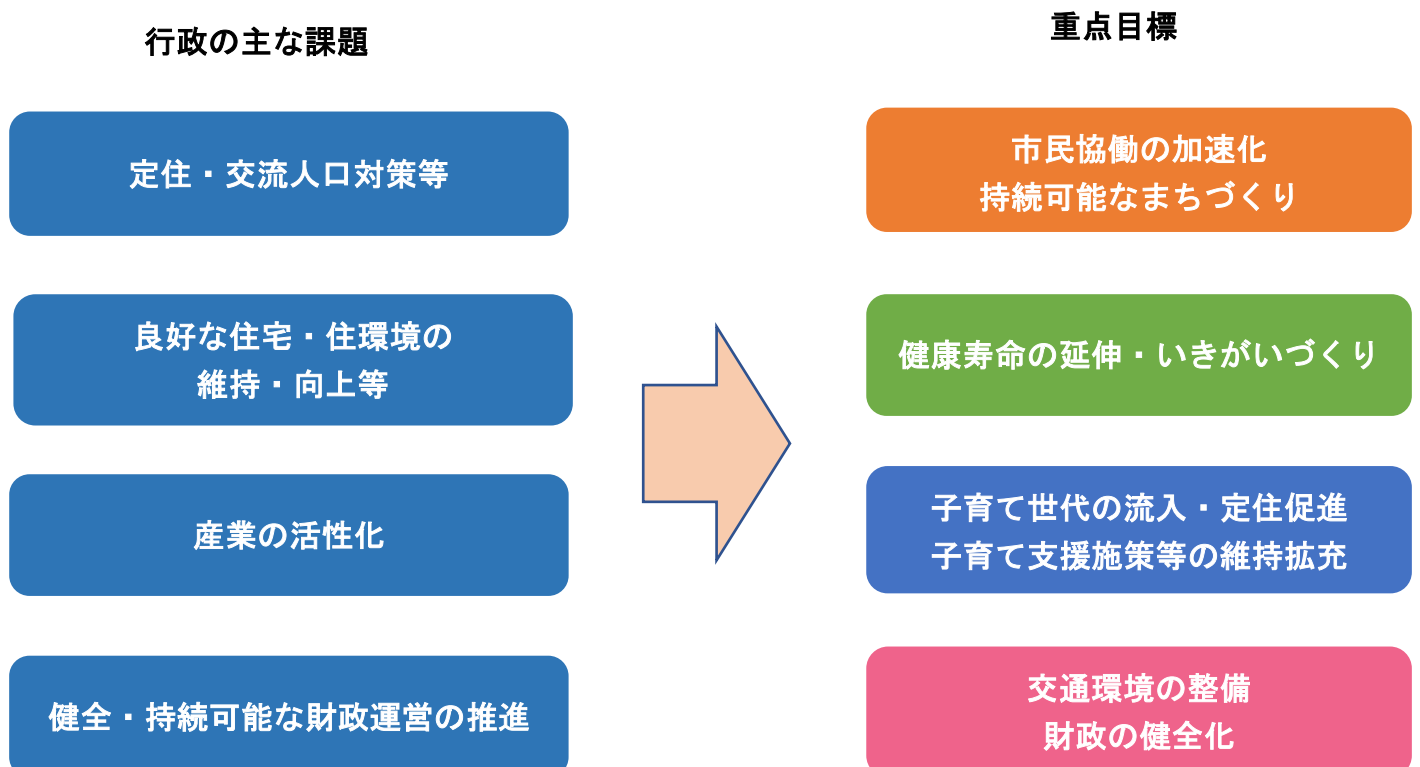 行政の主な課題
定住・交流人口対策等
良好な住宅・住環境の
維持・向上等
産業の活性化
健全・持続可能な財政運営の推進
重点目標
市民協働の加速化
持続可能なまちづくり
健康寿命の延伸・いきがいづくり
子育て世代の流入・定住促進
子育て支援施策等の維持拡充
交通環境の整備
財政の健全化